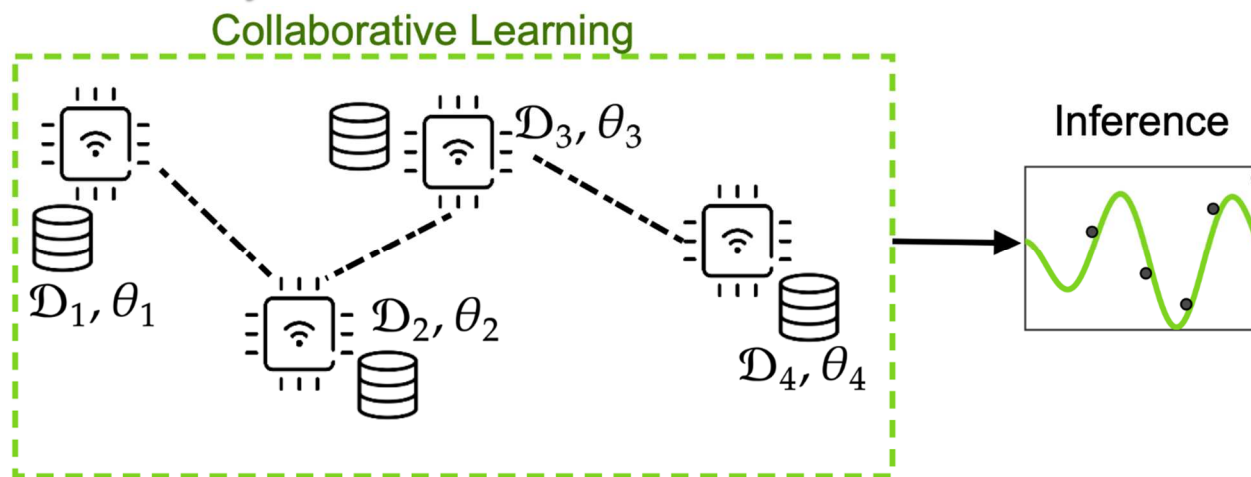 Collaborative Learning
𝔇₃, θ₃
Inference
𝔇₁, θ₁
𝔇₂, θ₂
𝔇₄, θ₄